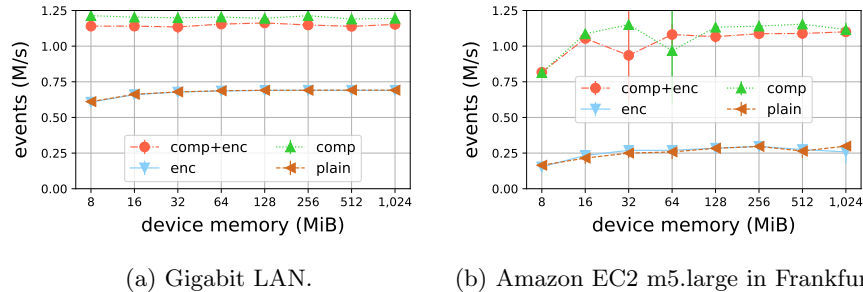 1.25
1.00
0.75
0.50
0.25
0.00
events (M/s)
comp+enc
enc
comp
plain
8 16 32 64 128 256 512 1,024
device memory (MiB)
(a) Gigabit LAN.
1.25
1.00
0.75
0.50
0.25
0.00
events (M/s)
comp+enc
enc
comp
plain
8 16 32 64 128 256 512 1,024
device memory (MiB)
(b) Amazon EC2 m5.large in Frankfur